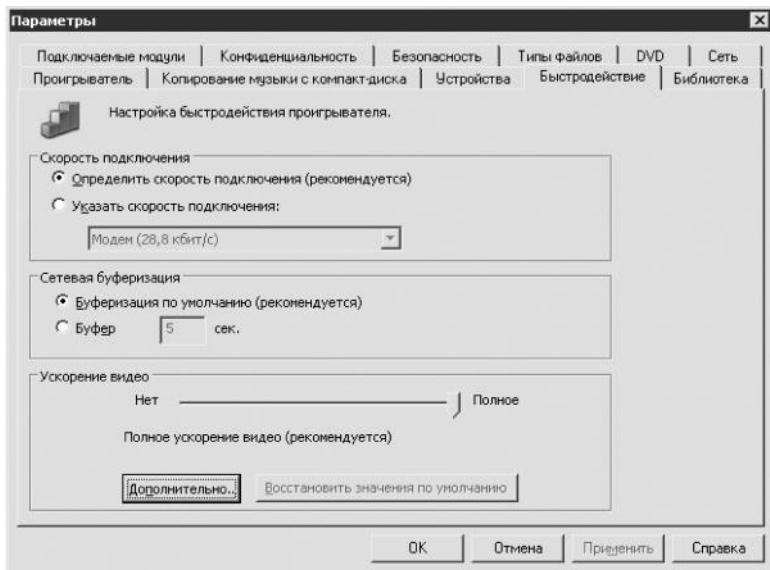 Параметры
Подключаемые модули Конфиденциальность Безопасность Типы файлов DVD Сеть
Проигрыватель Копирование музыки с компакт-диска Устройства Быстродействие Библиотека
Настройка быстродействия проигрывателя.
Скорость подключения
Определить скорость подключения (рекомендуется)
Указать скорость подключения:
Модем (28,8 кбит/с)
Сетевая буферизация
Буферизация по умолчанию (рекомендуется)
Буфер 5 сек.
Ускорение видео
Нет Полное
Полное ускорение видео (рекомендуется)
Дополнительно... Восстановить значения по умолчанию
OK Отмена Применить Справка